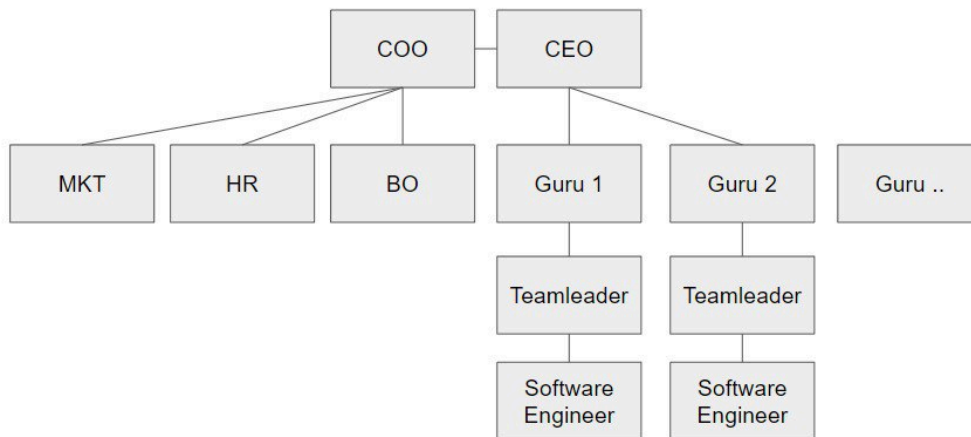 COO
CEO
MKT
HR
BO
Guru 1
Guru 2
Guru ..
Teamleader
Teamleader
Software
Engineer
Software
Engineer